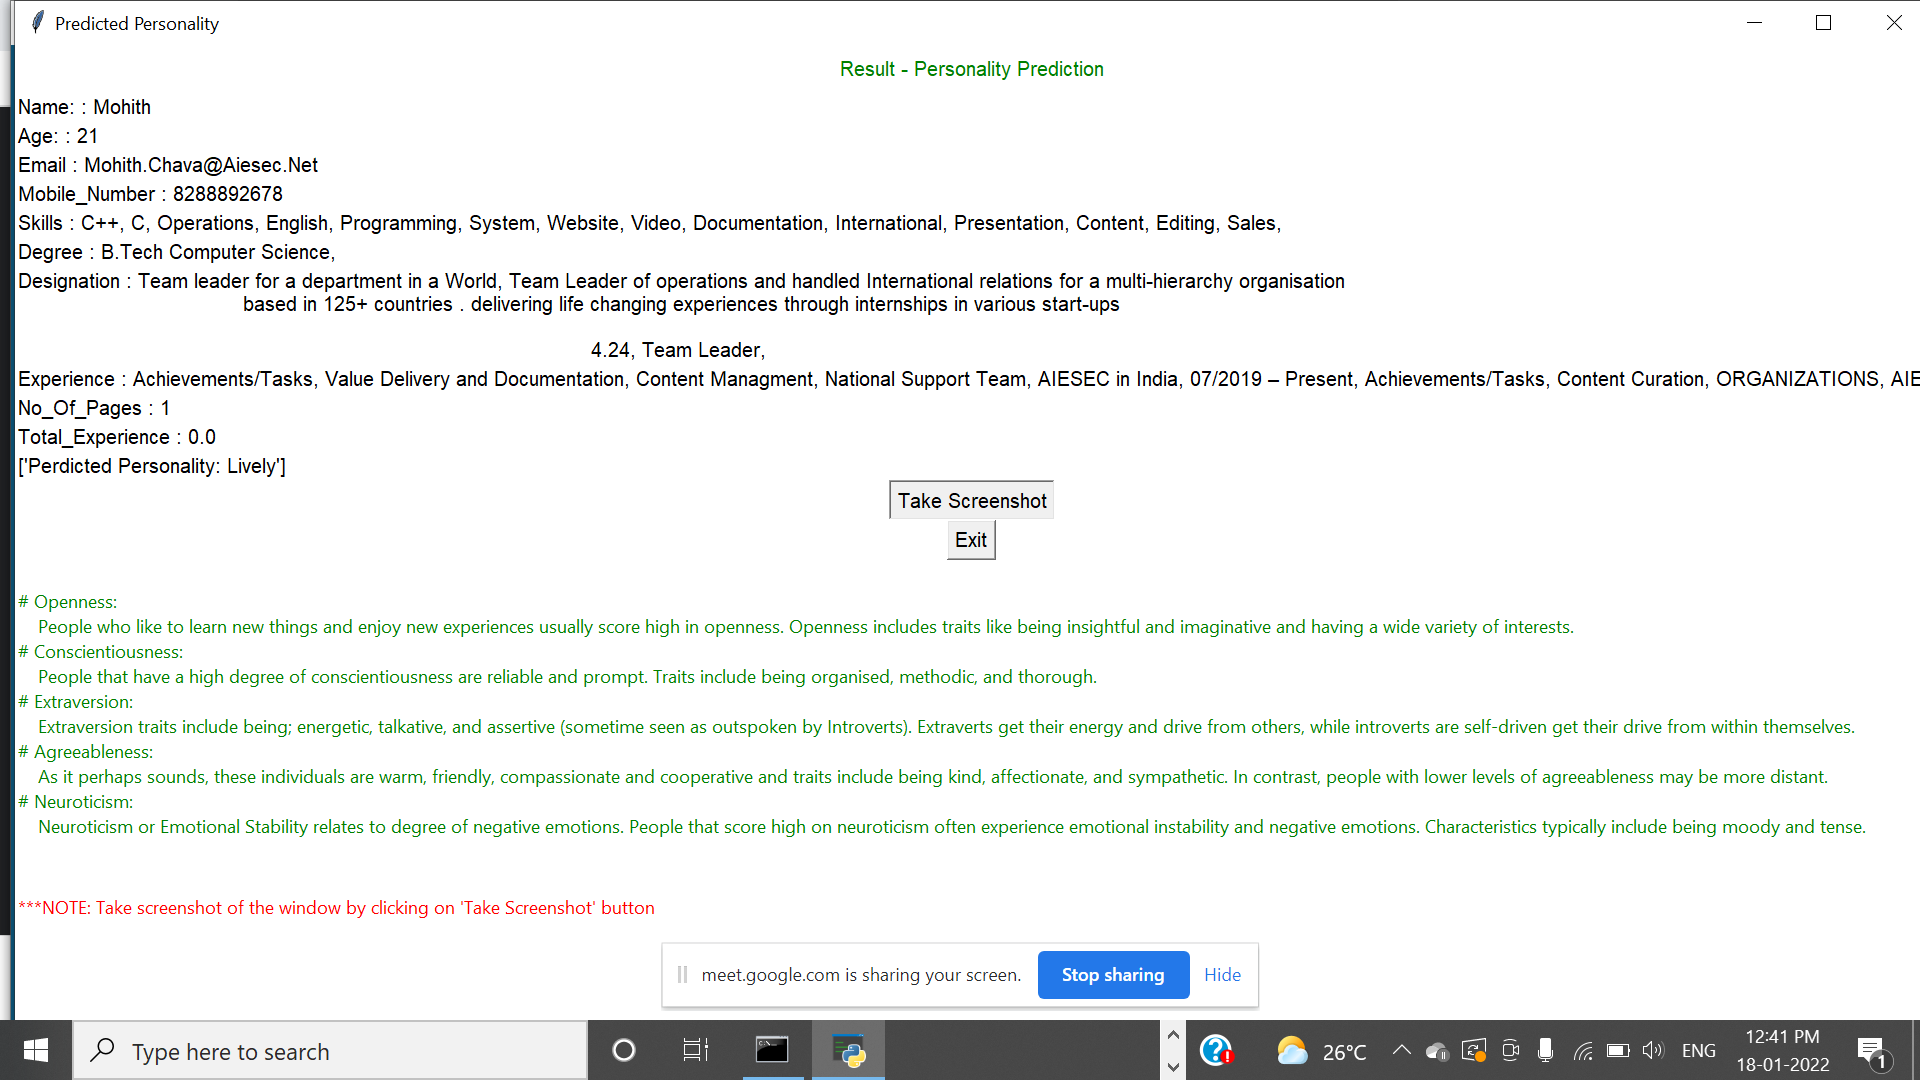 Predicted Personality
Result - Personality Prediction
Name: : Mohith
Age: : 21
Email : Mohith.Chava@Aiesec.Net
Mobile_Number : 8288892678
Skills : C++, C, Operations, English, Programming, System, Website, Video, Documentation, International, Presentation, Content, Editing, Sales,
Degree : B.Tech Computer Science,
Designation : Team leader for a department in a World, Team Leader of operations and handled International relations for a multi-hierarchy organisation
based in 125+ countries . delivering life changing experiences through internships in various start-ups
4.24, Team Leader,
Experience : Achievements/Tasks, Value Delivery and Documentation, Content Managment, National Support Team, AIESEC in India, 07/2019 – Present, Achievements/Tasks, Content Curation, ORGANIZATIONS, AIE
No_Of_Pages : 1
Total_Experience : 0.0
['Perdicted Personality: Lively']
Take Screenshot
Exit
# Openness:
People who like to learn new things and enjoy new experiences usually score high in openness. Openness includes traits like being insightful and imaginative and having a wide variety of interests.
# Conscientiousness:
People that have a high degree of conscientiousness are reliable and prompt. Traits include being organised, methodic, and thorough.
# Extraversion:
Extraversion traits include being; energetic, talkative, and assertive (sometime seen as outspoken by Introverts). Extraverts get their energy and drive from others, while introverts are self-driven get their drive from within themselves.
# Agreeableness:
As it perhaps sounds, these individuals are warm, friendly, compassionate and cooperative and traits include being kind, affectionate, and sympathetic. In contrast, people with lower levels of agreeableness may be more distant.
# Neuroticism:
Neuroticism or Emotional Stability relates to degree of negative emotions. People that score high on neuroticism often experience emotional instability and negative emotions. Characteristics typically include being moody and tense.
***NOTE: Take screenshot of the window by clicking on 'Take Screenshot' button
meet.google.com is sharing your screen. Stop sharing Hide
Type here to search
26°C
ENG
12:41 PM
18-01-2022
1